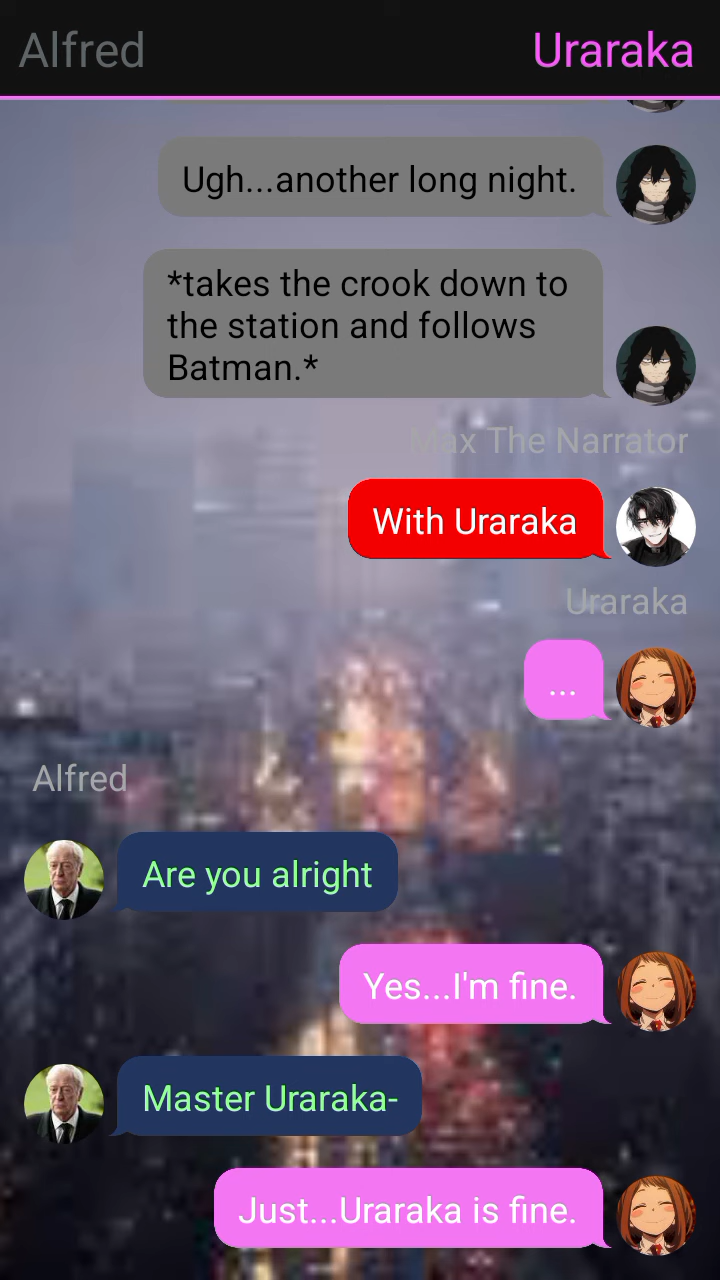 Alfred
Uraraka
Ugh...another long night.
*takes the crook down to
the station and follows
Batman.*
Max The Narrator
With Uraraka
Uraraka
...
Alfred
Are you alright
Yes...I'm fine.
Master Uraraka-
Just...Uraraka is fine.